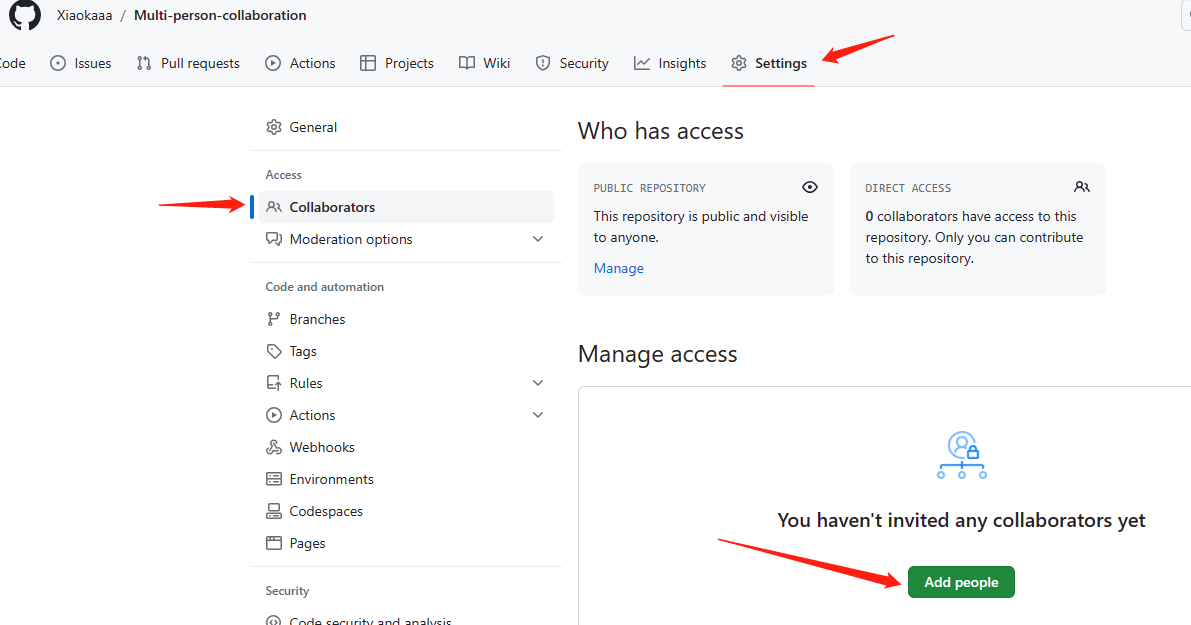 Xiaokaaa / Multi-person-collaboration
ode Issues Pull requests Actions Projects Wiki Security Insights Settings
General
Access
Collaborators
Moderation options
Code and automation
Branches
Tags
Rules
Actions
Webhooks
Environments
Codespaces
Pages
Security
Code security and analysis
Who has access
PUBLIC REPOSITORY
This repository is public and visible
to anyone.
Manage
DIRECT ACCESS
0 collaborators have access to this
repository. Only you can contribute
to this repository.
Manage access
You haven't invited any collaborators yet
Add people